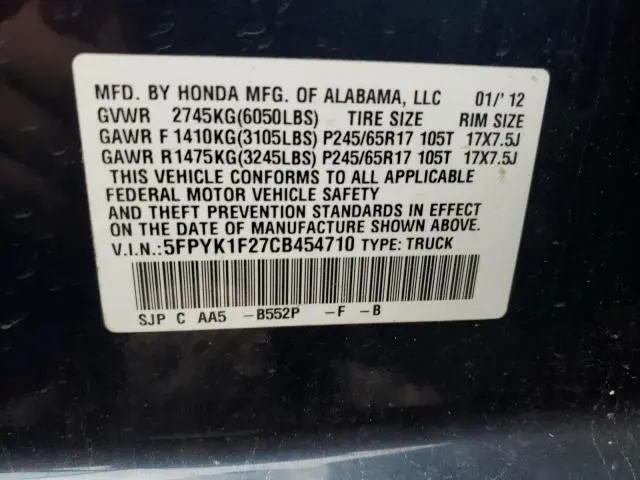 MFD. BY HONDA MFG. OF ALABAMA, LLC 01/'12
GVWR 2745KG(6050LBS) TIRE SIZE RIM SIZE
GAWR F 1410KG(3105LBS) P245/65R17 105T 17X7.5J
GAWR R1475KG(3245LBS) P245/65R17 105T 17X7.5J
THIS VEHICLE CONFORMS TO ALL APPLICABLE
FEDERAL MOTOR VEHICLE SAFETY
AND THEFT PREVENTION STANDARDS IN EFFECT
ON THE DATE OF MANUFACTURE SHOWN ABOVE.
V.I.N.:5FPYK1F27CB454710 TYPE: TRUCK
SJP C AA5 -B552P -F -B